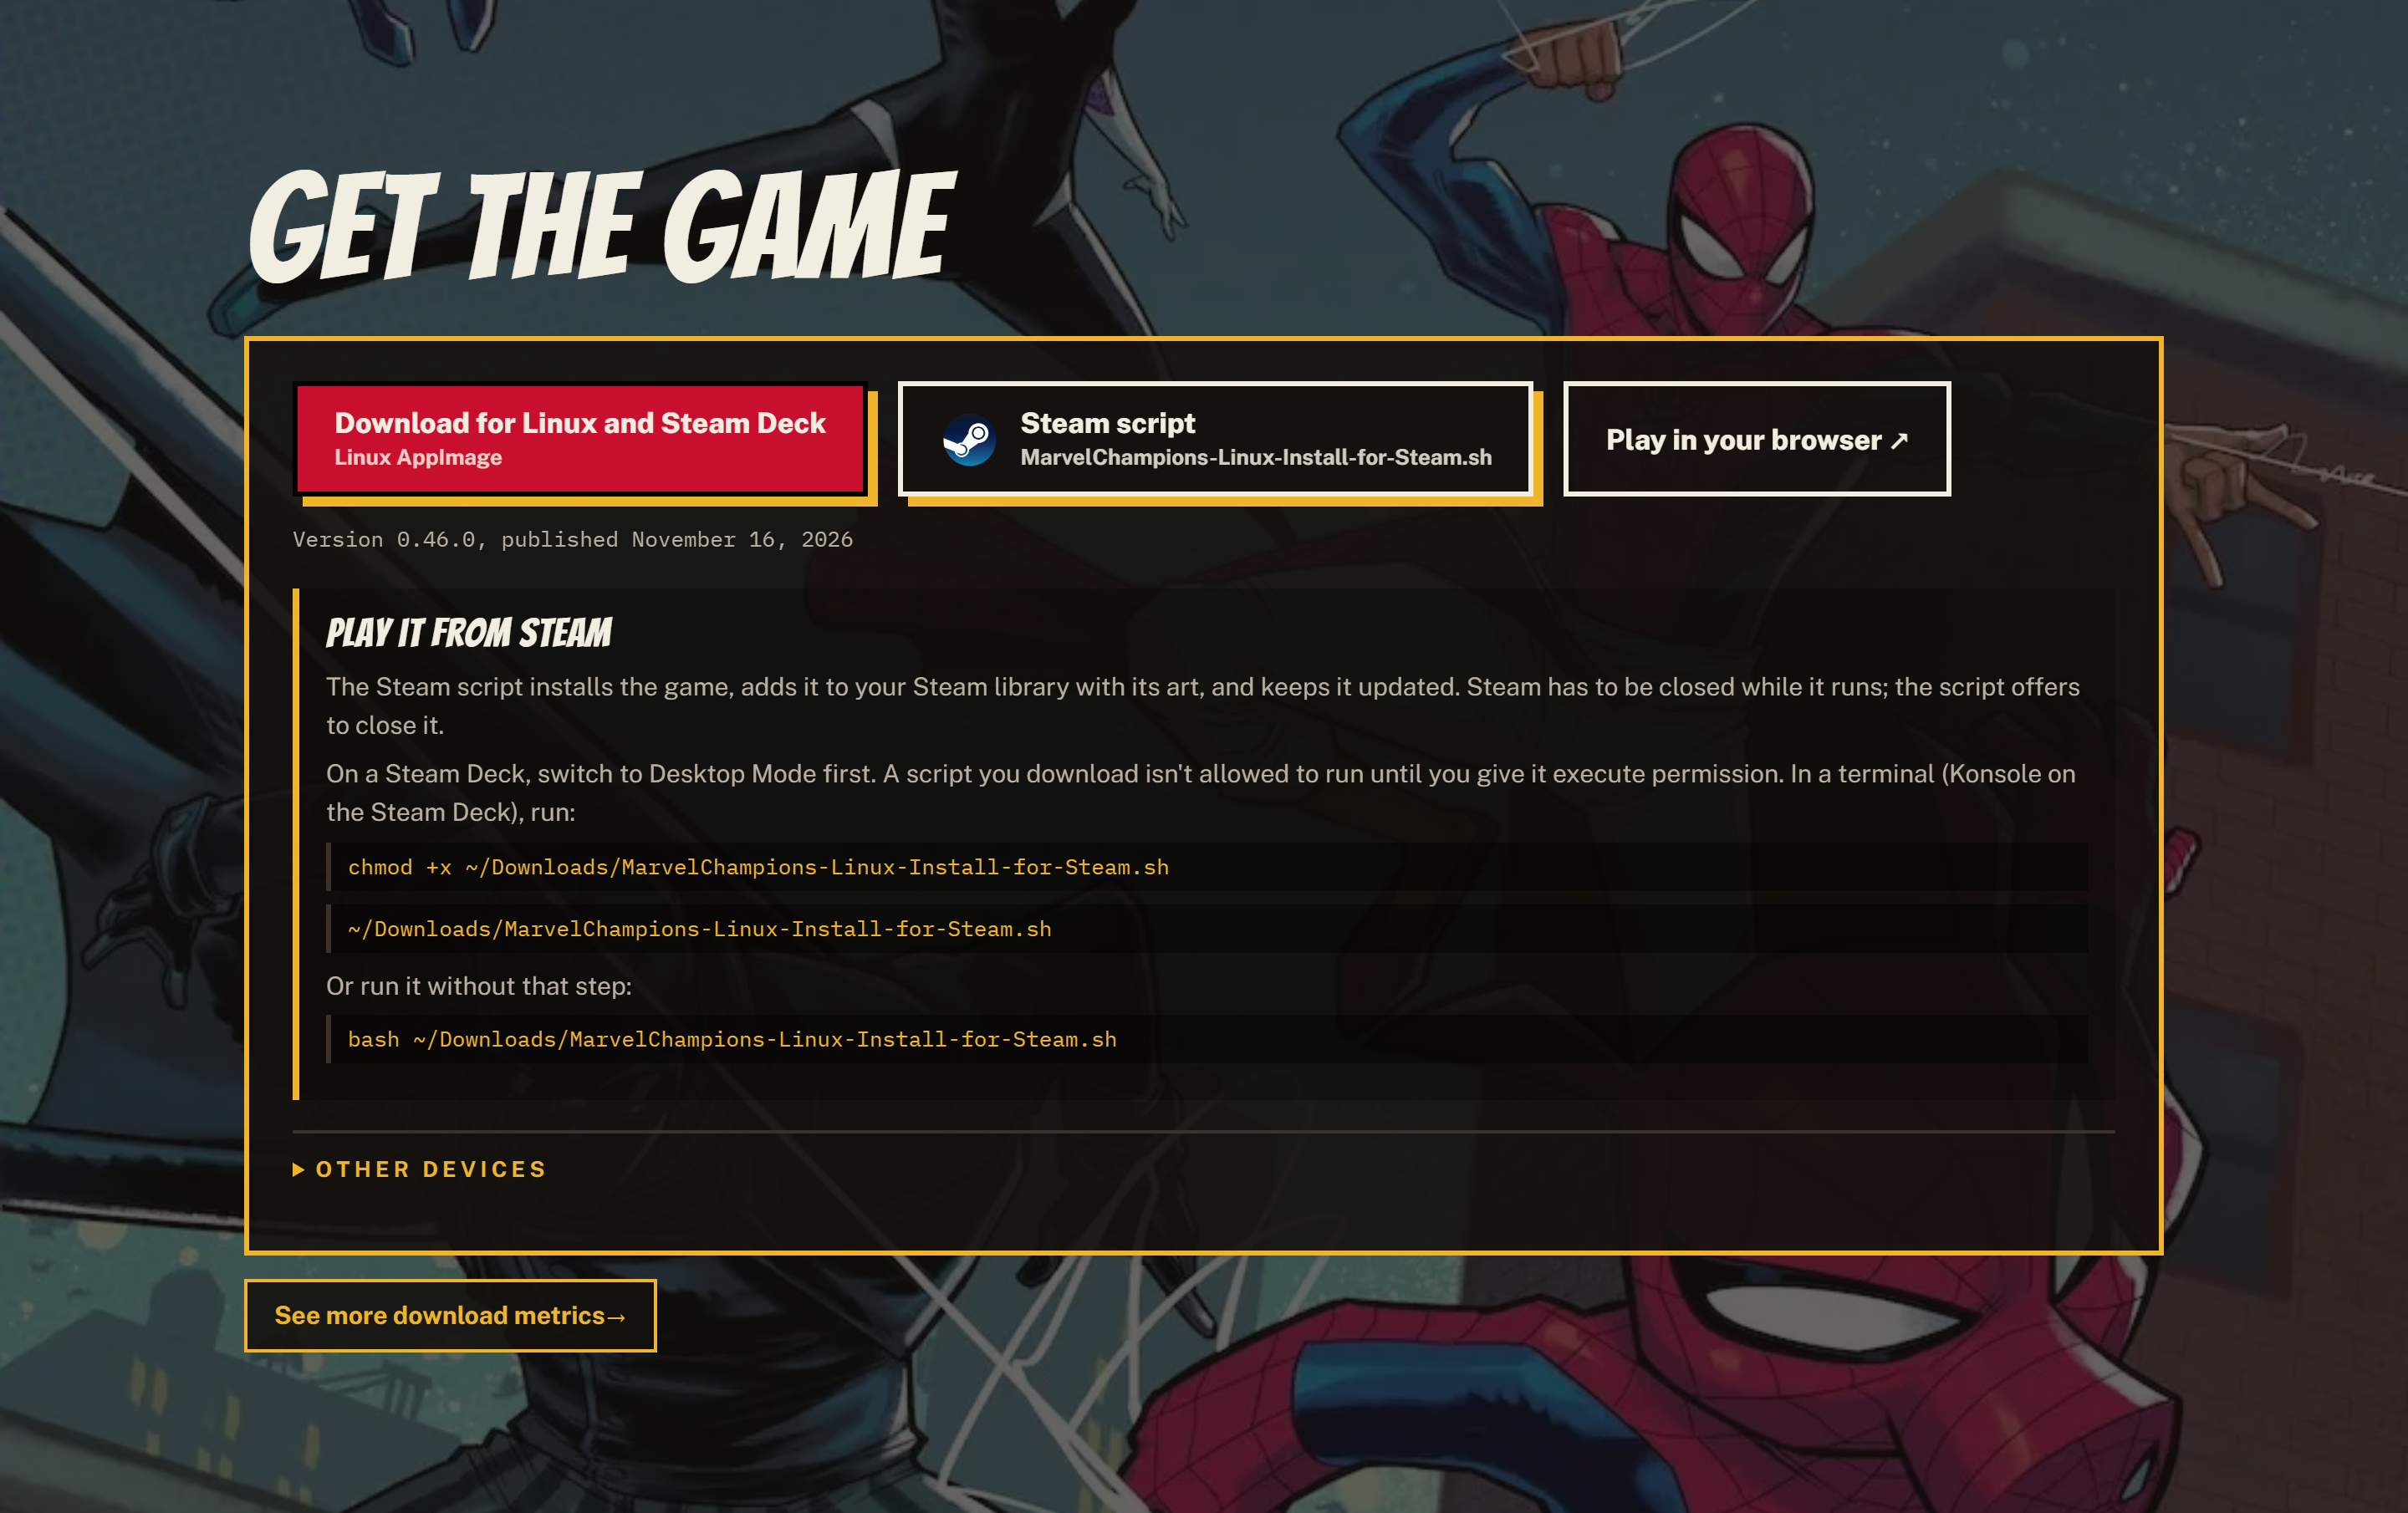 GET THE GAME
Download for Linux and Steam Deck
Linux AppImage
Steam script
MarvelChampions-Linux-Install-for-Steam.sh
Play in your browser ↗
Version 0.46.0, published November 16, 2026
PLAY IT FROM STEAM
The Steam script installs the game, adds it to your Steam library with its art, and keeps it updated. Steam has to be closed while it runs; the script offers
to close it.
On a Steam Deck, switch to Desktop Mode first. A script you download isn't allowed to run until you give it execute permission. In a terminal (Konsole on
the Steam Deck), run:
chmod +x ~/Downloads/MarvelChampions-Linux-Install-for-Steam.sh
~/Downloads/MarvelChampions-Linux-Install-for-Steam.sh
Or run it without that step:
bash ~/Downloads/MarvelChampions-Linux-Install-for-Steam.sh
▶ OTHER DEVICES
See more download metrics→